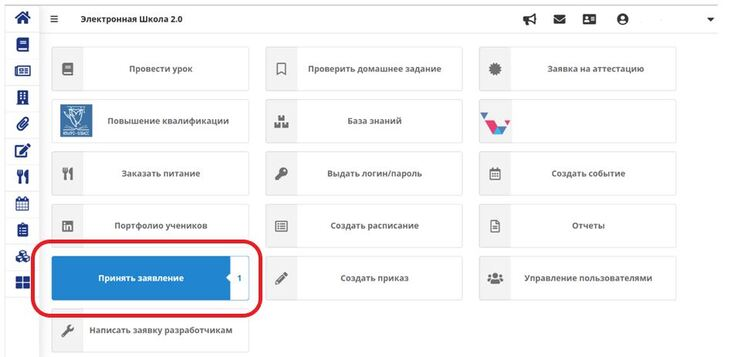 Электронная Школа 2.0
Провести урок
Проверить домашнее задание
Заявка на аттестацию
Повышение квалификации
База знаний
Заказать питание
Выдать логин/пароль
Создать событие
Портфолио учеников
Создать расписание
Отчеты
Принять заявление
1
Создать приказ
Управление пользователями
Написать заявку разработчикам